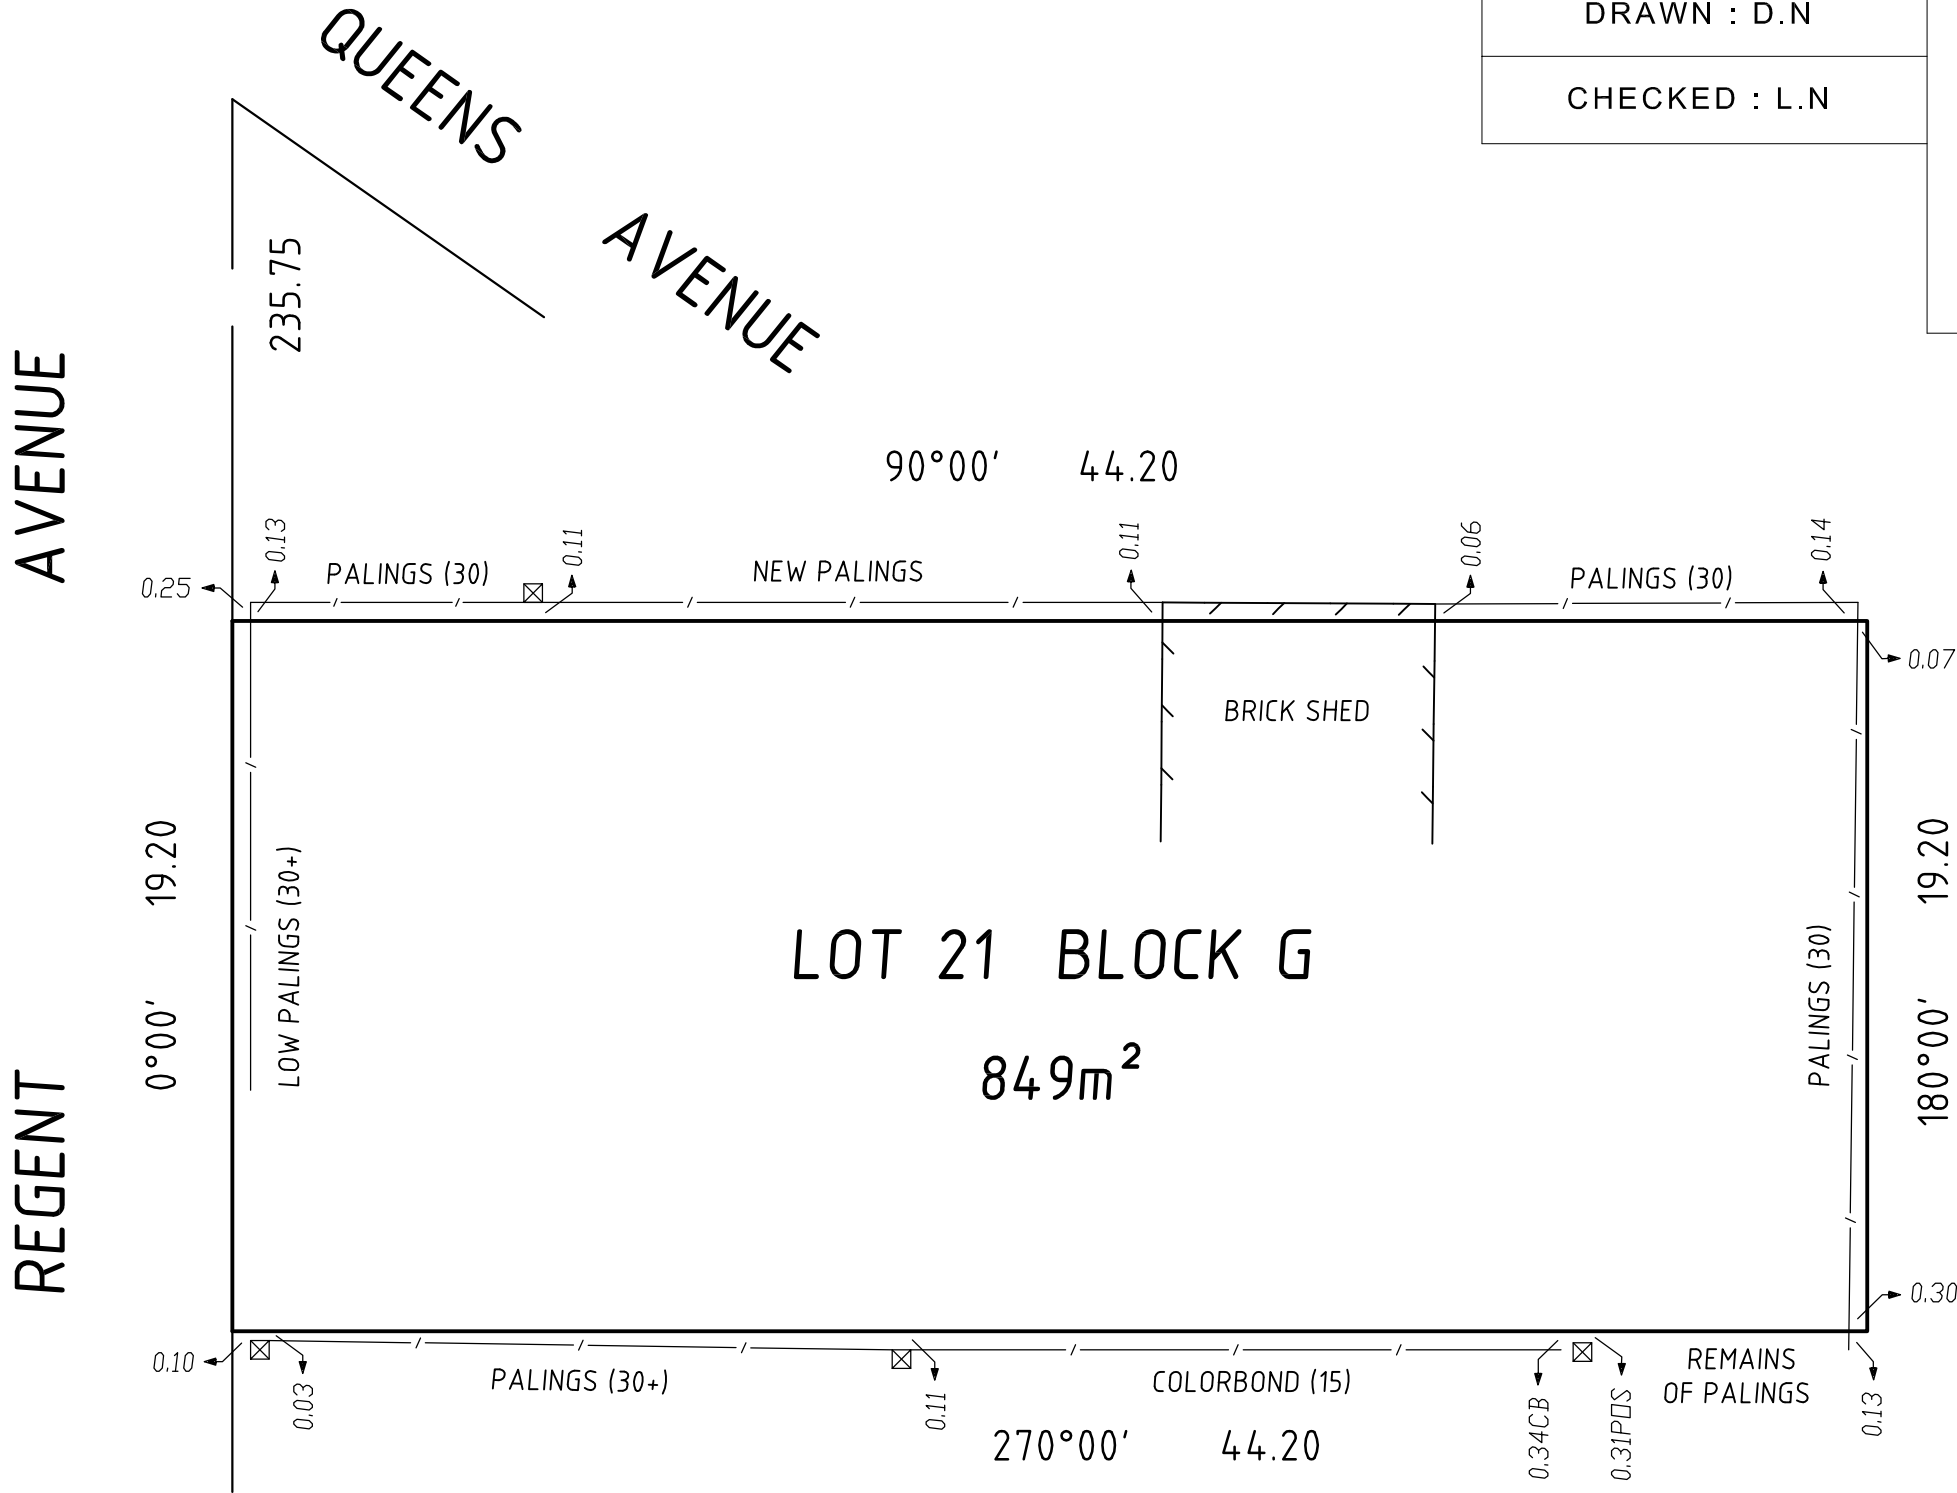 DRAWN : D.N
CHECKED : L.N
QUEENS AVENUE
235.75
REGENT AVENUE
90°00' 44.20
0.25
0.13
PALINGS (30)
0.11
NEW PALINGS
0.11
0.06
PALINGS (30)
0.14
0.07
BRICK SHED
0°00' 19.20
LOW PALINGS (30+)
LOT 21 BLOCK G
849m²
PALINGS (30)
180°00' 19.20
0.30
0.10
0.03
PALINGS (30+)
0.11
COLORBOND (15)
0.34CB
0.31POS
REMAINS
OF PALINGS
0.13
270°00' 44.20